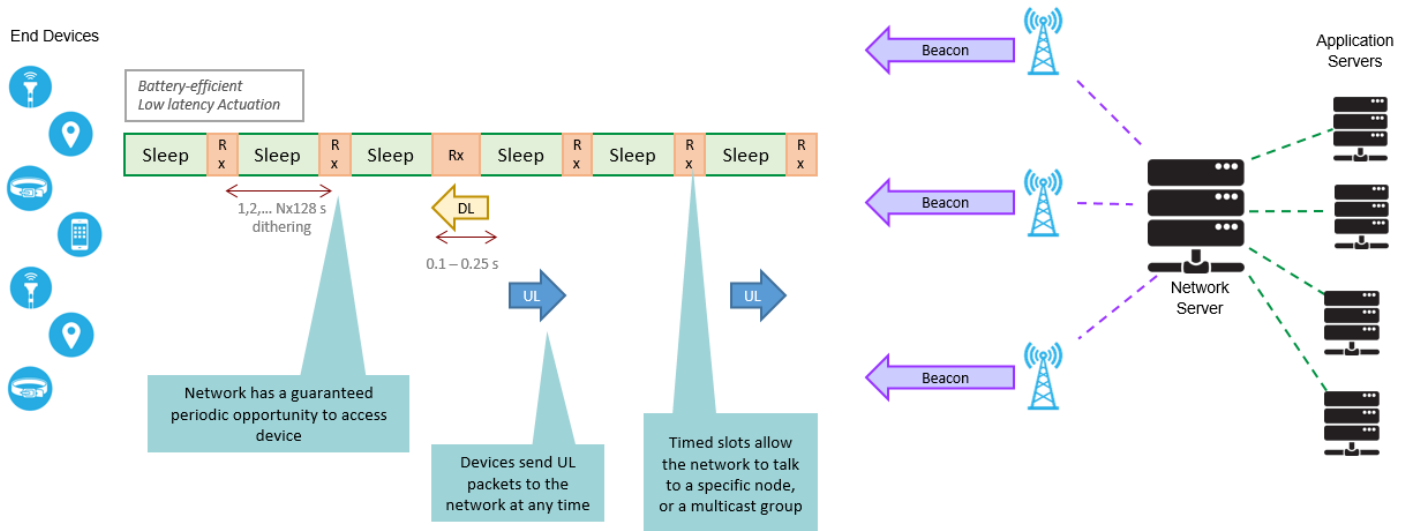 End Devices
Battery-efficient
Low latency Actuation
Sleep
R
x
Sleep
R
x
Sleep
Rx
Sleep
R
x
Sleep
R
x
Sleep
R
x
1,2,... Nx128 s
dithering
DL
0.1 – 0.25 s
UL
UL
Network has a guaranteed
periodic opportunity to access
device
Devices send UL
packets to the
network at any time
Timed slots allow
the network to talk
to a specific node,
or a multicast group
Beacon
Beacon
Beacon
Network
Server
Application
Servers